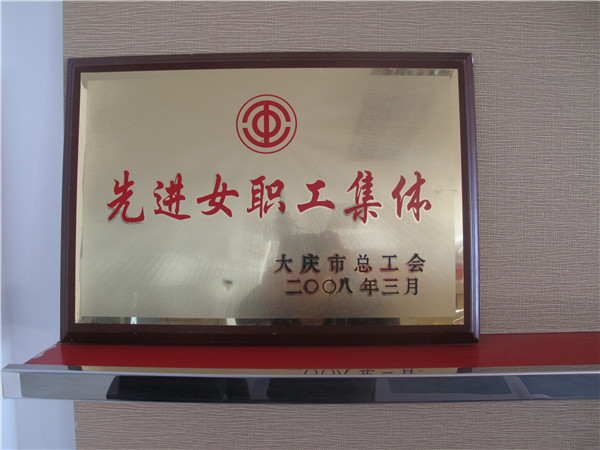 先进女职工集体
大庆市总工会
二〇〇八年三月